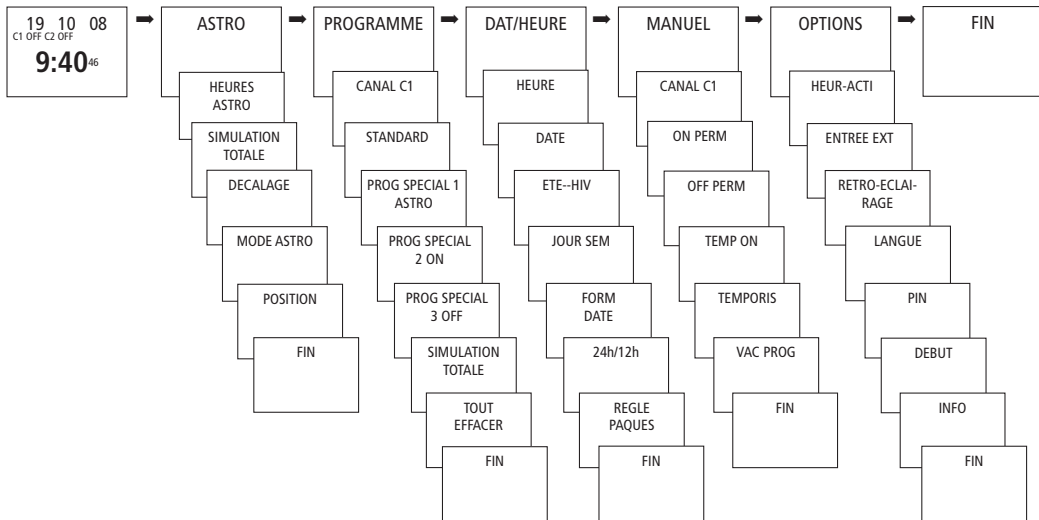 19 10 08
C1 OFF C2 OFF
9:40 46
ASTRO
HEURES
ASTRO
SIMULATION
TOTALE
DECALAGE
MODE ASTRO
POSITION
FIN
PROGRAMME
CANAL C1
STANDARD
PROG SPECIAL 1
ASTRO
PROG SPECIAL
2 ON
PROG SPECIAL
3 OFF
SIMULATION
TOTALE
TOUT
EFFACER
FIN
DAT/HEURE
HEURE
DATE
ETE--HIV
JOUR SEM
FORM
DATE
24h/12h
REGLE
PAQUES
FIN
MANUEL
CANAL C1
ON PERM
OFF PERM
TEMP ON
TEMPORIS
VAC PROG
FIN
OPTIONS
HEUR-ACTI
ENTREE EXT
RETRO-ECLAI-
RAGE
LANGUE
PIN
DEBUT
INFO
FIN
FIN